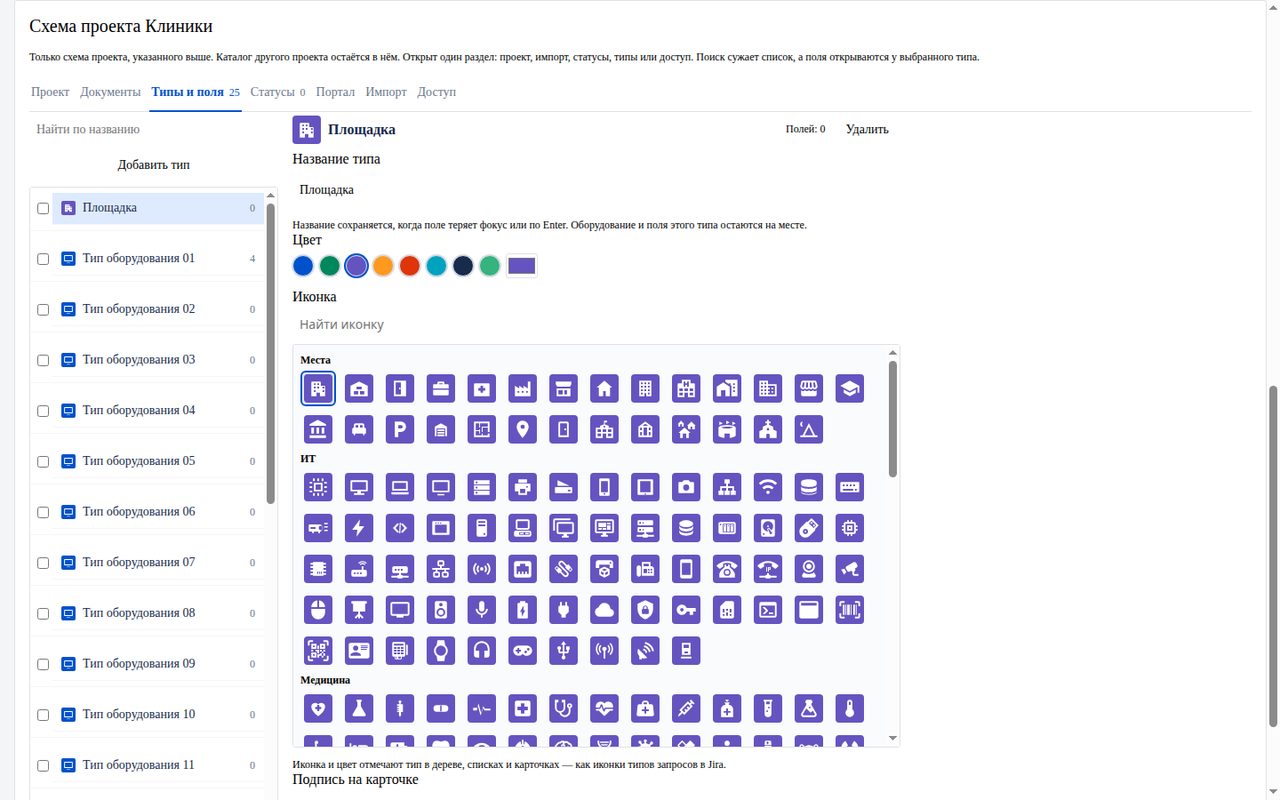 Схема проекта Клиники
Только схема проекта, указанного выше. Каталог другого проекта остаётся в нём. Открыт один раздел: проект, импорт, статусы, типы или доступ. Поиск сужает список, а поля открываются у выбранного типа.
Проект Документы Типы и поля 25 Статусы 0 Портал Импорт Доступ
Найти по названию
Добавить тип
Площадка 0
Тип оборудования 01 4
Тип оборудования 02 0
Тип оборудования 03 0
Тип оборудования 04 0
Тип оборудования 05 0
Тип оборудования 06 0
Тип оборудования 07 0
Тип оборудования 08 0
Тип оборудования 09 0
Тип оборудования 10 0
Тип оборудования 11 0
Площадка Полей: 0 Удалить
Название типа
Площадка
Название сохраняется, когда поле теряет фокус или по Enter. Оборудование и поля этого типа остаются на месте.
Цвет
Иконка
Найти иконку
Места
ИТ
Медицина
Иконка и цвет отмечают тип в дереве, списках и карточках — как иконки типов запросов в Jira.
Подпись на карточке